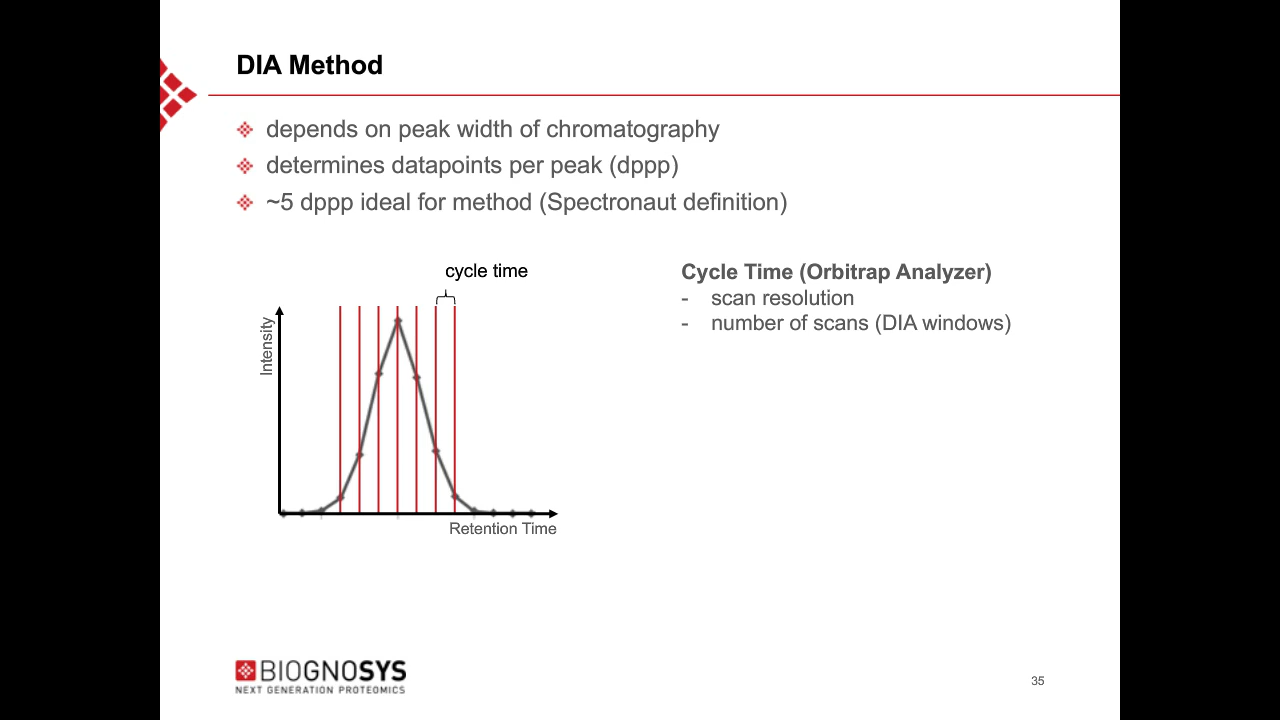 DIA Method
depends on peak width of chromatography
determines datapoints per peak (dppp)
~5 dppp ideal for method (Spectronaut definition)
cycle time
Intensity
Retention Time
Cycle Time (Orbitrap Analyzer)
- scan resolution
- number of scans (DIA windows)
BIOGNOSYS
NEXT GENERATION PROTEOMICS
35